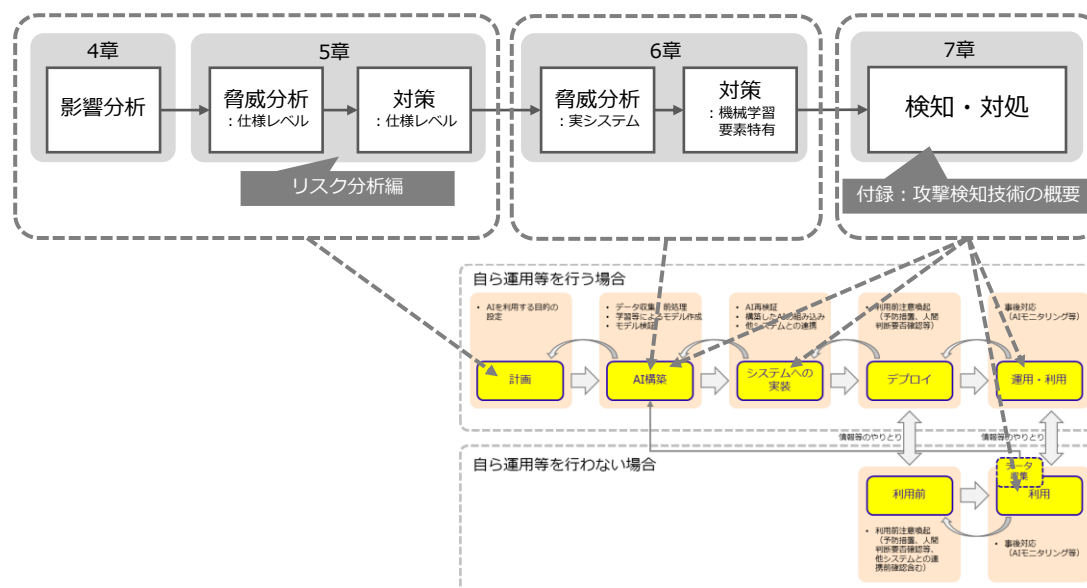 4章
5章
6章
7章
影響分析
脅威分析
：仕様レベル
対策
：仕様レベル
脅威分析
：実システム
対策
：機械学習
要素特有
検知・対処
リスク分析編
付録：攻撃検知技術の概要
自ら運用等を行う場合
• AIを利用する目的の
設定
• データ収集・前処理
• 学習等によるモデル作成
• モデル検証
• AI再検証
• 構築したAIの組み込み
• 他システムとの連携
• 利用前注意喚起
（予防措置、人間
判断要否確認等）
• 事後対応
（AIモニタリング等）
計画
AI構築
システムへの
実装
デプロイ
運用・利用
情報等のやりとり
情報等のやりとり
自ら運用等を行わない場合
データ
収集
利用前
利用
• 利用前注意喚起
（予防措置、人間
判断要否確認等、
他システムとの連
携前確認含む）
• 事後対応
（AIモニタリング等）